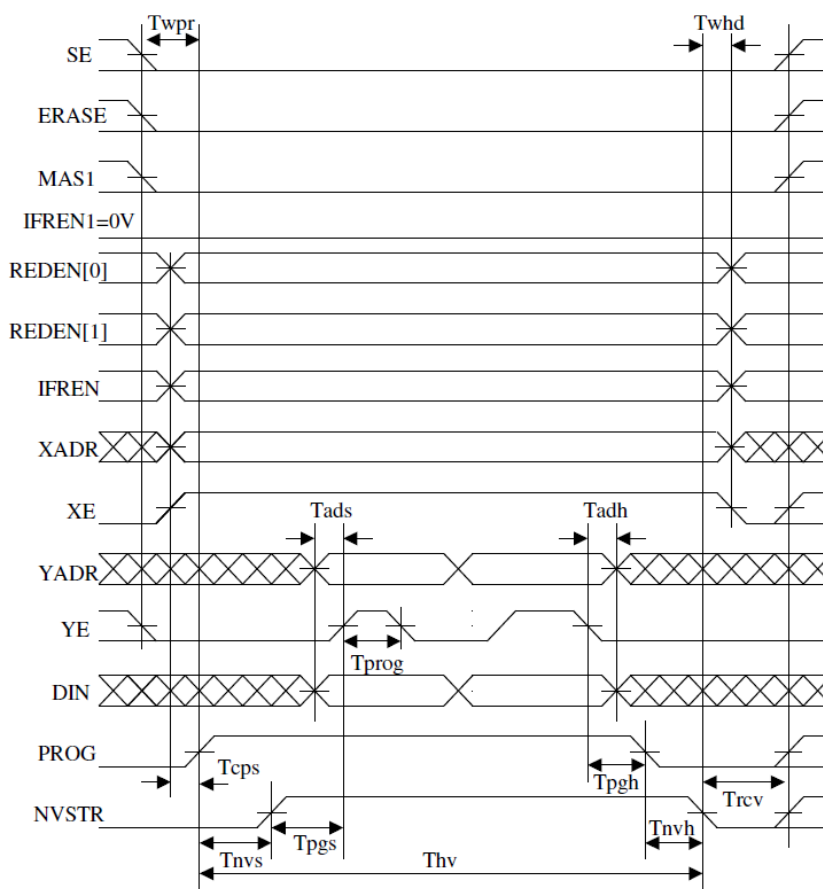 Twpr
Twhd
SE
ERASE
MAS1
IFREN1=0V
REDEN[0]
REDEN[1]
IFREN
XADR
XE
Tads
Tadh
YADR
YE
Tprog
DIN
PROG
Tcps
Tpgh
Trcv
NVSTR
Tnvs
Tpgs
Thv
Tnvh